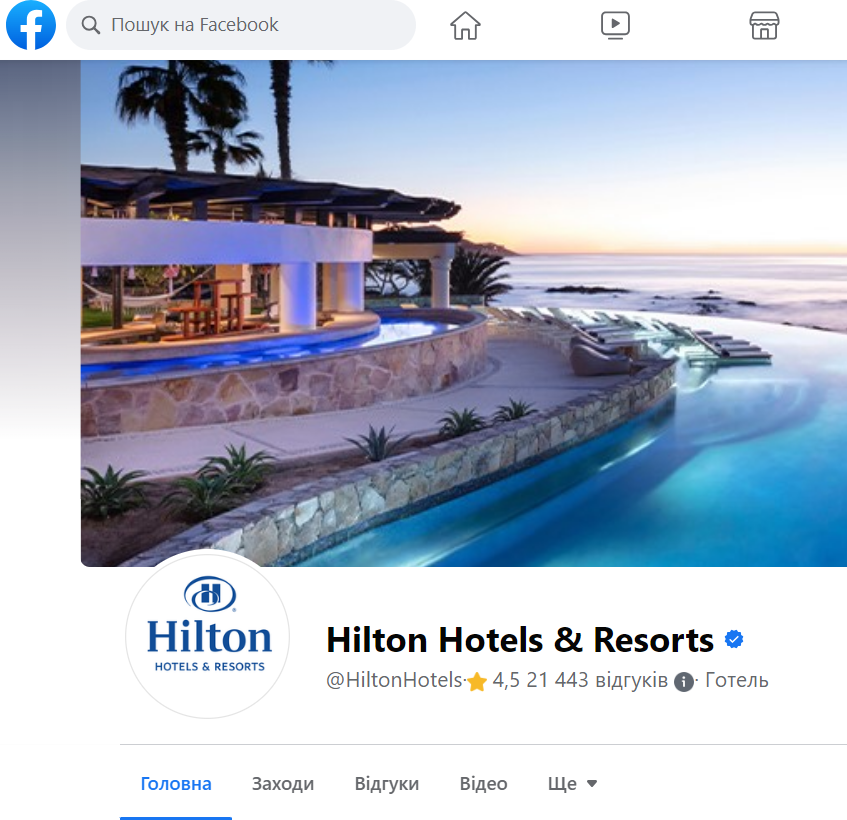 Пошук на Facebook
Hilton
HOTELS & RESORTS
Hilton Hotels & Resorts
@HiltonHotels·4,5 21 443 відгуків · Готель
Головна Заходи Відгуки Відео Ще